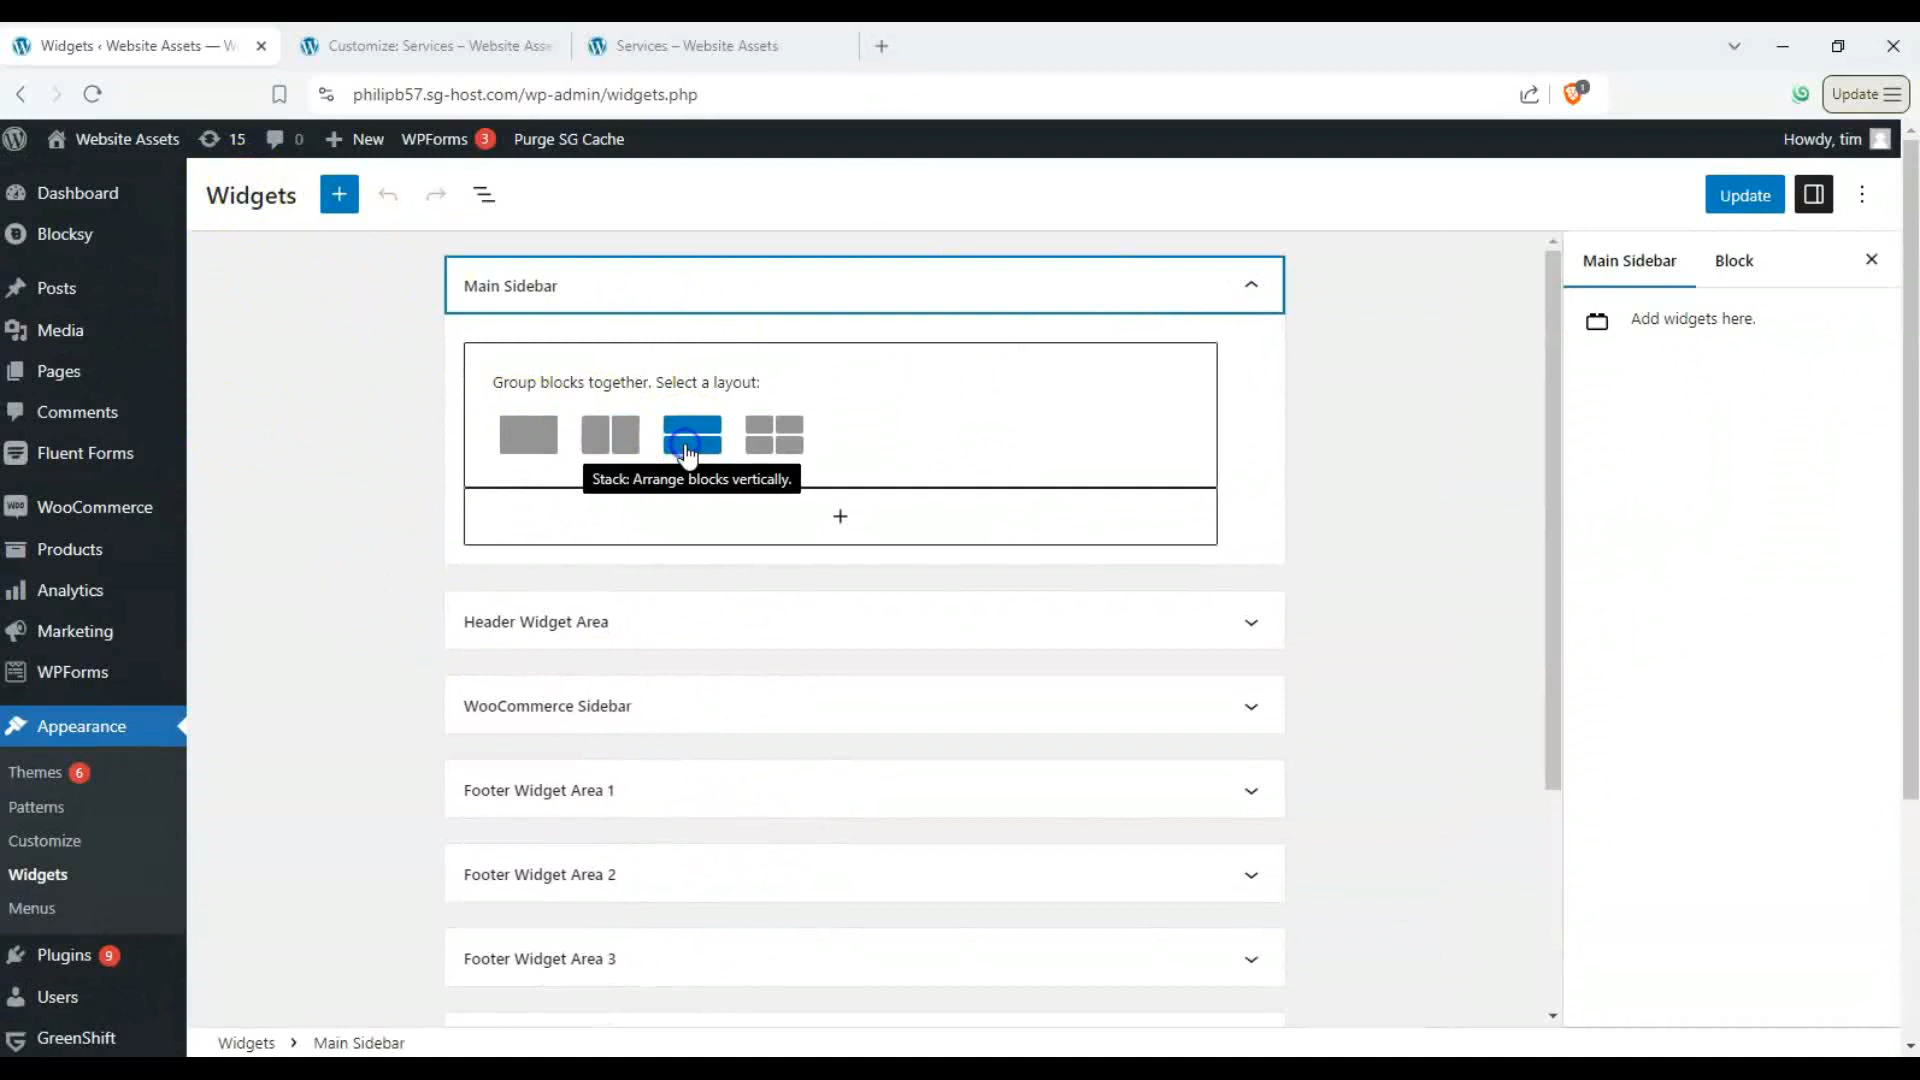 Widgets ‹ Website Assets — W
Customize: Services – Website Asse
Services – Website Assets
philipb57.sg-host.com/wp-admin/widgets.php
1
Update
Website Assets
15
0
New
WPForms 3
Purge SG Cache
Howdy, tim
Dashboard
Blocksy
Posts
Media
Pages
Comments
Fluent Forms
WooCommerce
Products
Analytics
Marketing
WPForms
Appearance
Themes 6
Patterns
Customize
Widgets
Menus
Plugins 9
Users
GreenShift
Widgets
Update
Main Sidebar
Group blocks together. Select a layout:
Stack: Arrange blocks vertically.
Header Widget Area
WooCommerce Sidebar
Footer Widget Area 1
Footer Widget Area 2
Footer Widget Area 3
Main Sidebar
Block
Add widgets here.
Widgets › Main Sidebar